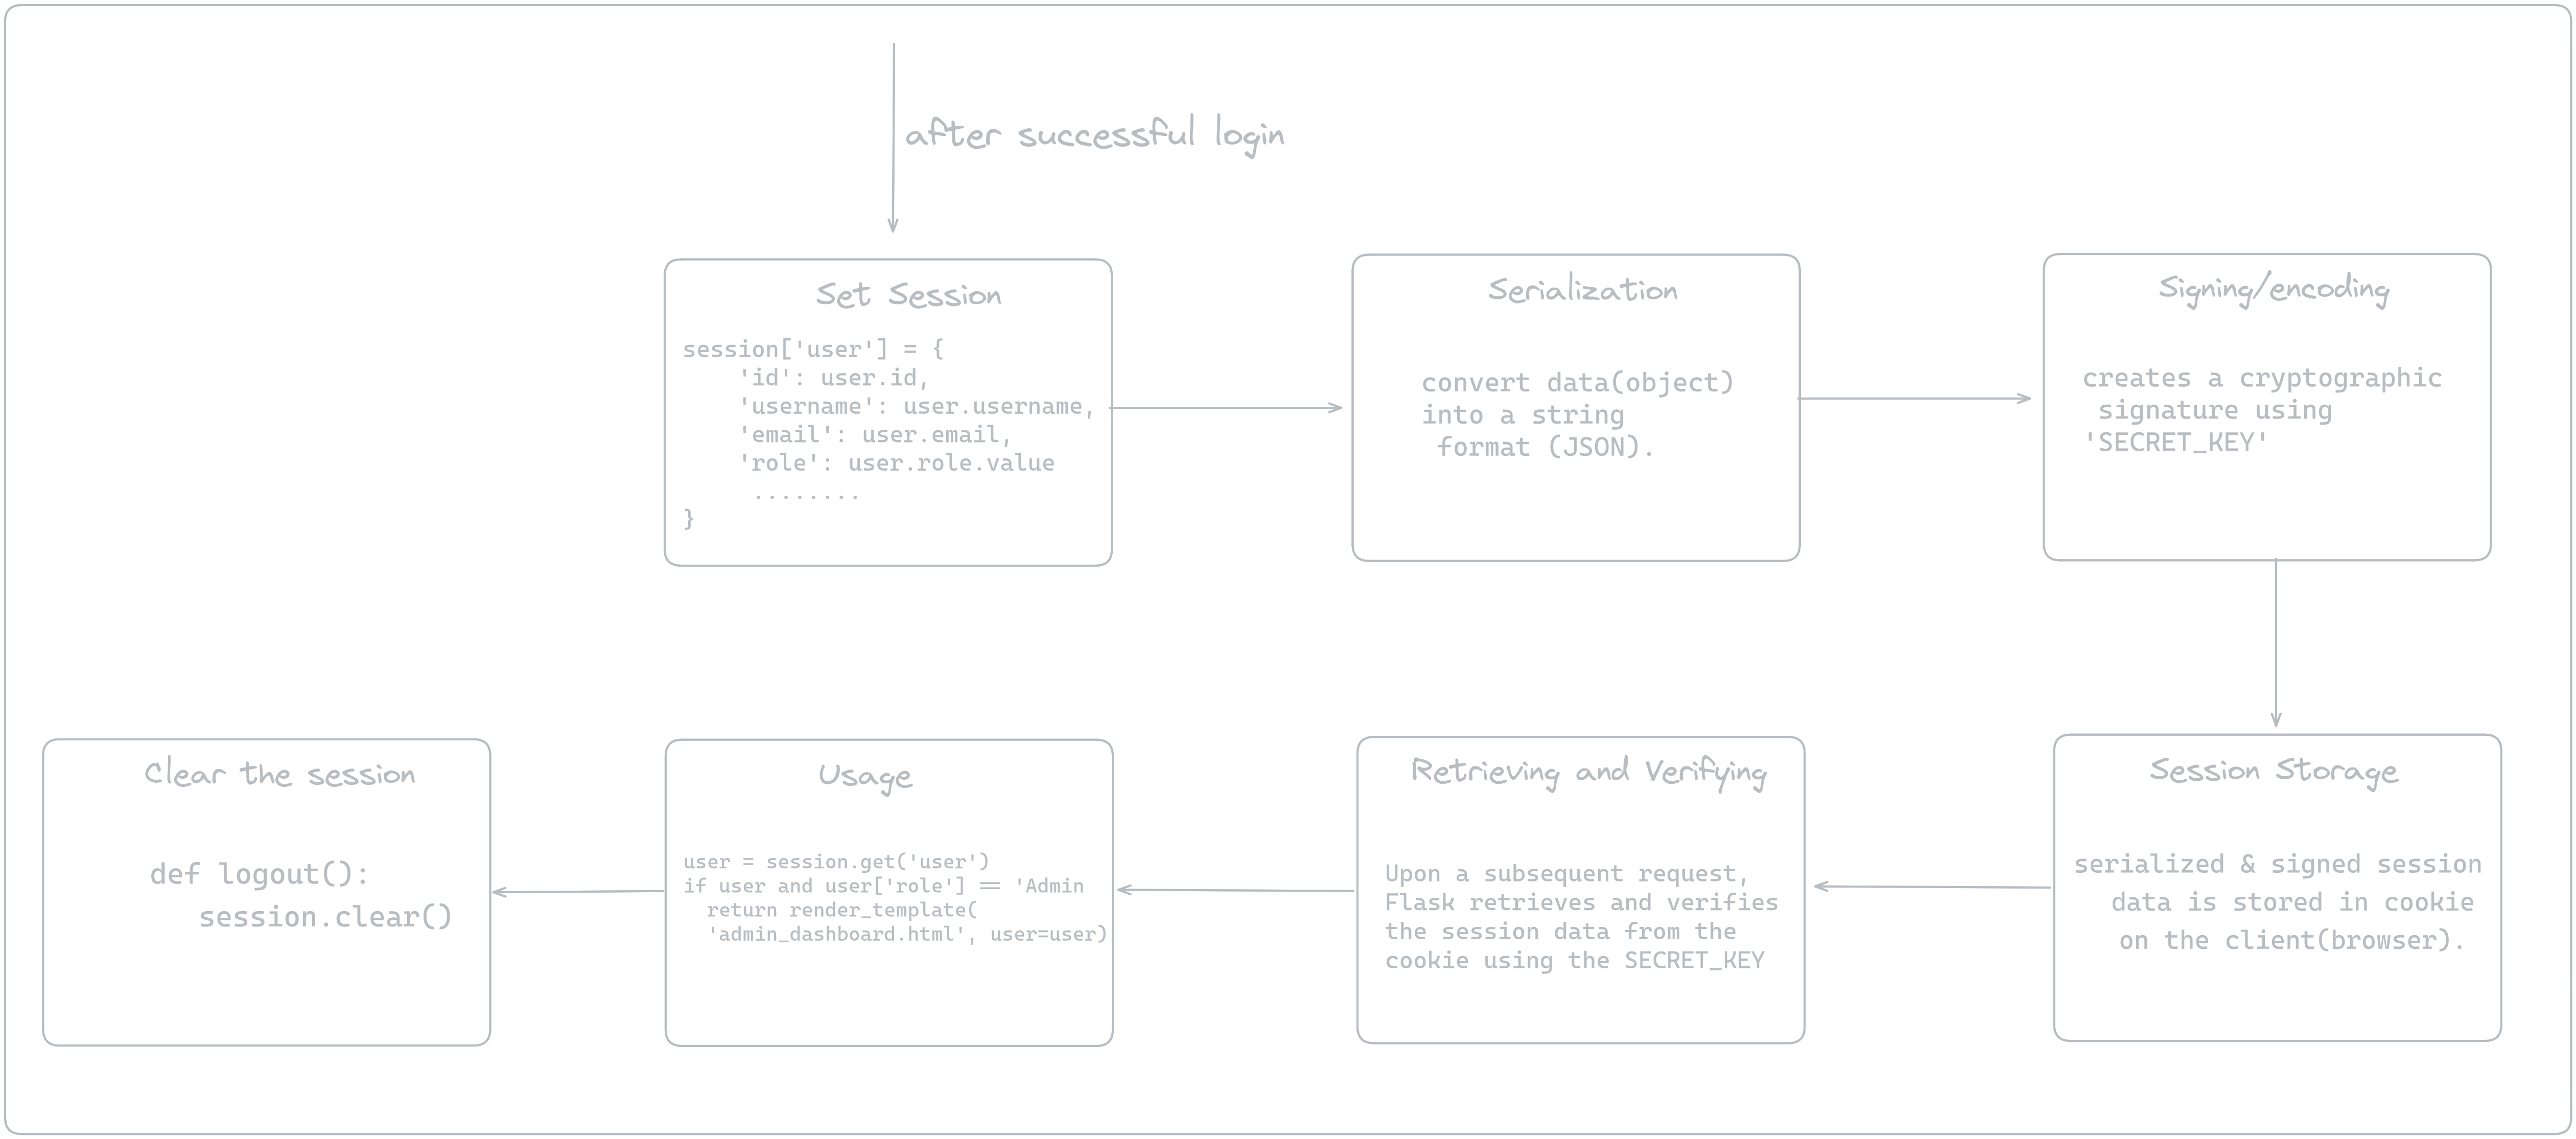 after successful login
Set Session
session['user'] = {
'id': user.id,
'username': user.username,
'email': user.email,
'role': user.role.value
........
}
Serialization
convert data(object)
into a string
format (JSON).
Signing/encoding
creates a cryptographic
signature using
'SECRET_KEY'
Session Storage
serialized & signed session
data is stored in cookie
on the client(browser).
Retrieving and Verifying
Upon a subsequent request,
Flask retrieves and verifies
the session data from the
cookie using the SECRET_KEY
Usage
user = session.get('user')
if user and user['role'] == 'Admin
return render_template(
'admin_dashboard.html', user=user)
Clear the session
def logout():
session.clear()